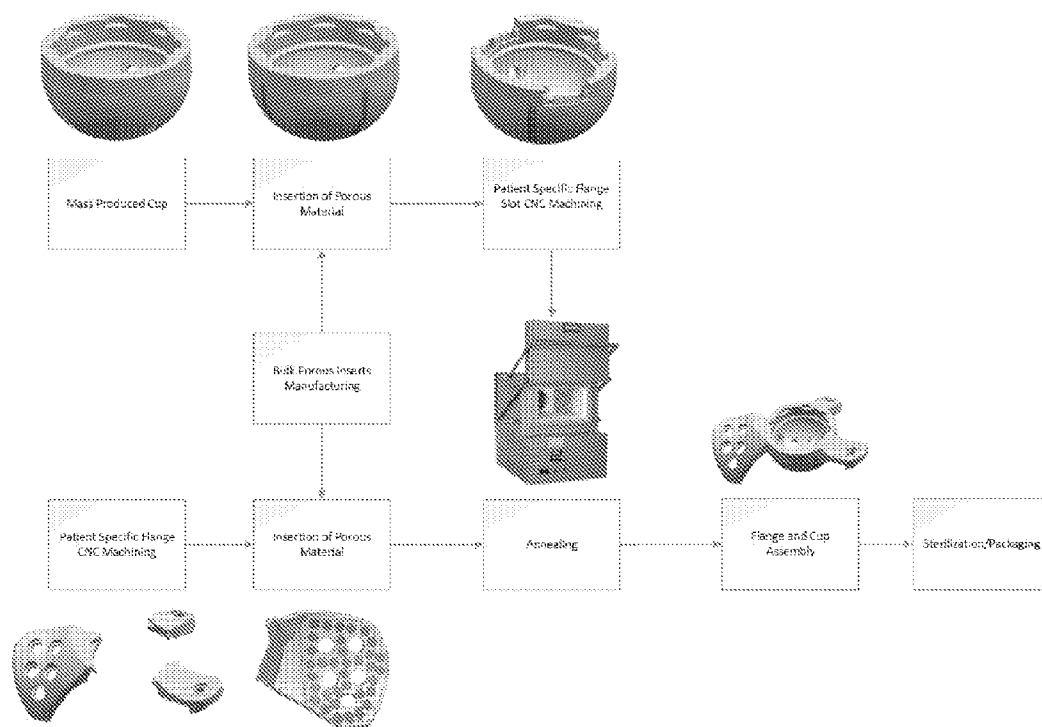 Mass Produced Cup
Insertion of Porous
Material
Patient Specific Flange
Slot CNC Machining
Bulk Porous Inserts
Manufacturing
Patient Specific Flange
CNC Machining
Insertion of Porous
Material
Annealing
Flange and Cup
Assembly
Sterilization/Packaging